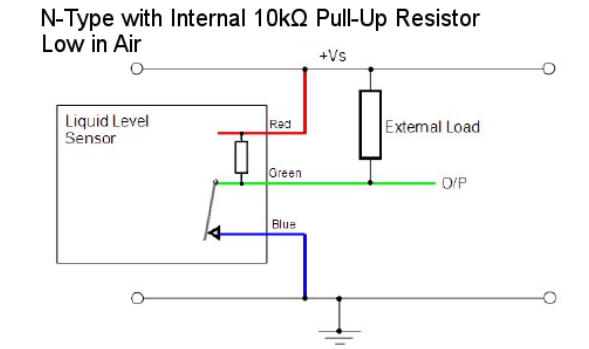 N-Type with Internal 10kΩ Pull-Up Resistor
Low in Air
+Vs
Liquid Level
Sensor
Red
External Load
Green
O/P
Blue